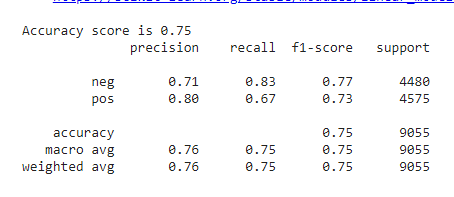 Accuracy score is 0.75
precision recall f1-score support
neg 0.71 0.83 0.77 4480
pos 0.80 0.67 0.73 4575
accuracy 0.75 9055
macro avg 0.76 0.75 0.75 9055
weighted avg 0.76 0.75 0.75 9055